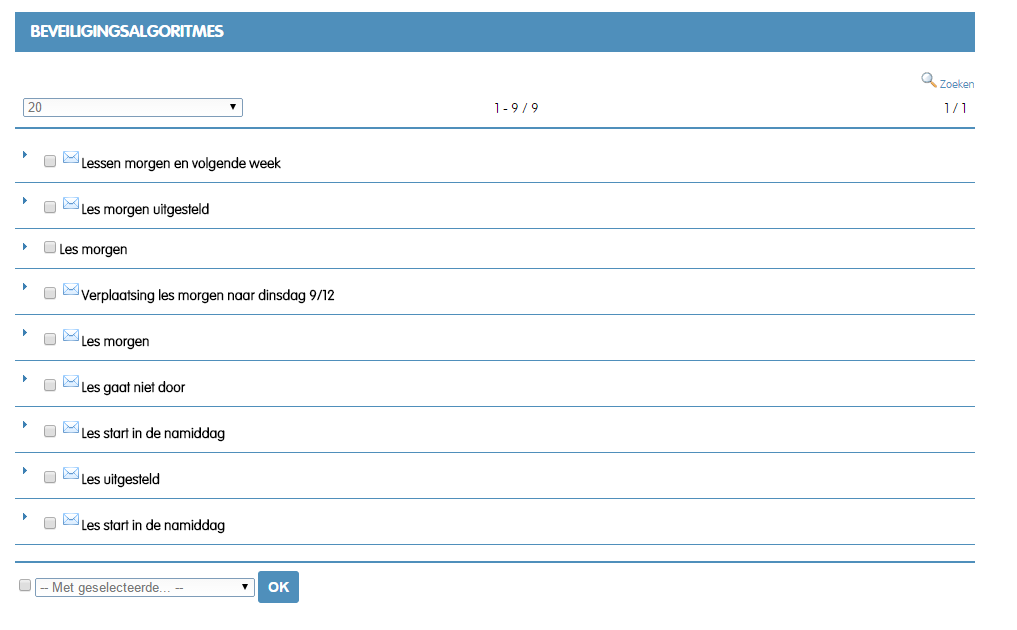 BEVEILIGINGSALGORITMES
Zoeken
20 1 - 9 / 9 1 / 1
Lessen morgen en volgende week
Les morgen uitgesteld
Les morgen
Verplaatsing les morgen naar dinsdag 9/12
Les morgen
Les gaat niet door
Les start in de namiddag
Les uitgesteld
Les start in de namiddag
-- Met geselecteerde... -- OK